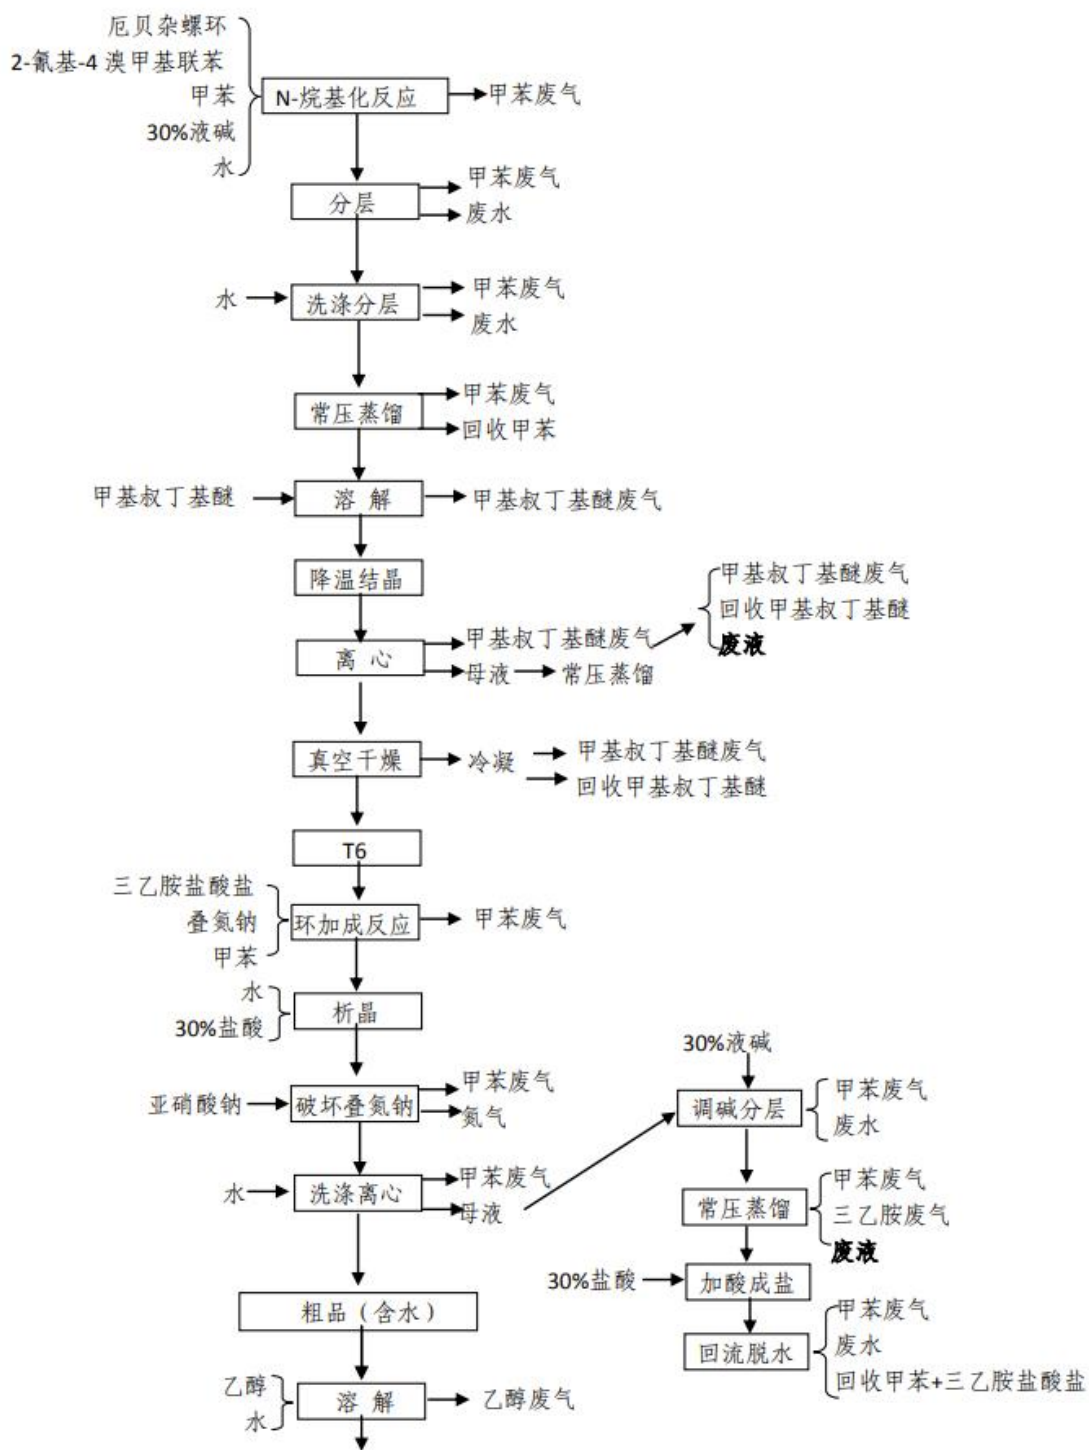 厄贝杂螺环
2-氰基-4 溴甲基联苯
甲苯
30%液碱
水
N-烷基化反应
甲苯废气
分层
甲苯废气
废水
水
洗涤分层
甲苯废气
废水
常压蒸馏
甲苯废气
回收甲苯
甲基叔丁基醚
溶 解
甲基叔丁基醚废气
降温结晶
离 心
甲基叔丁基醚废气
母液
常压蒸馏
甲基叔丁基醚废气
回收甲基叔丁基醚
废液
真空干燥
冷凝
甲基叔丁基醚废气
回收甲基叔丁基醚
T6
三乙胺盐酸盐
叠氮钠
甲苯
环加成反应
甲苯废气
水
30%盐酸
析晶
亚硝酸钠
破坏叠氮钠
甲苯废气
氮气
水
洗涤离心
甲苯废气
母液
30%液碱
调碱分层
甲苯废气
废水
常压蒸馏
甲苯废气
三乙胺废气
废液
30%盐酸
加酸成盐
回流脱水
甲苯废气
废水
回收甲苯+三乙胺盐酸盐
粗品（含水）
乙醇
水
溶 解
乙醇废气